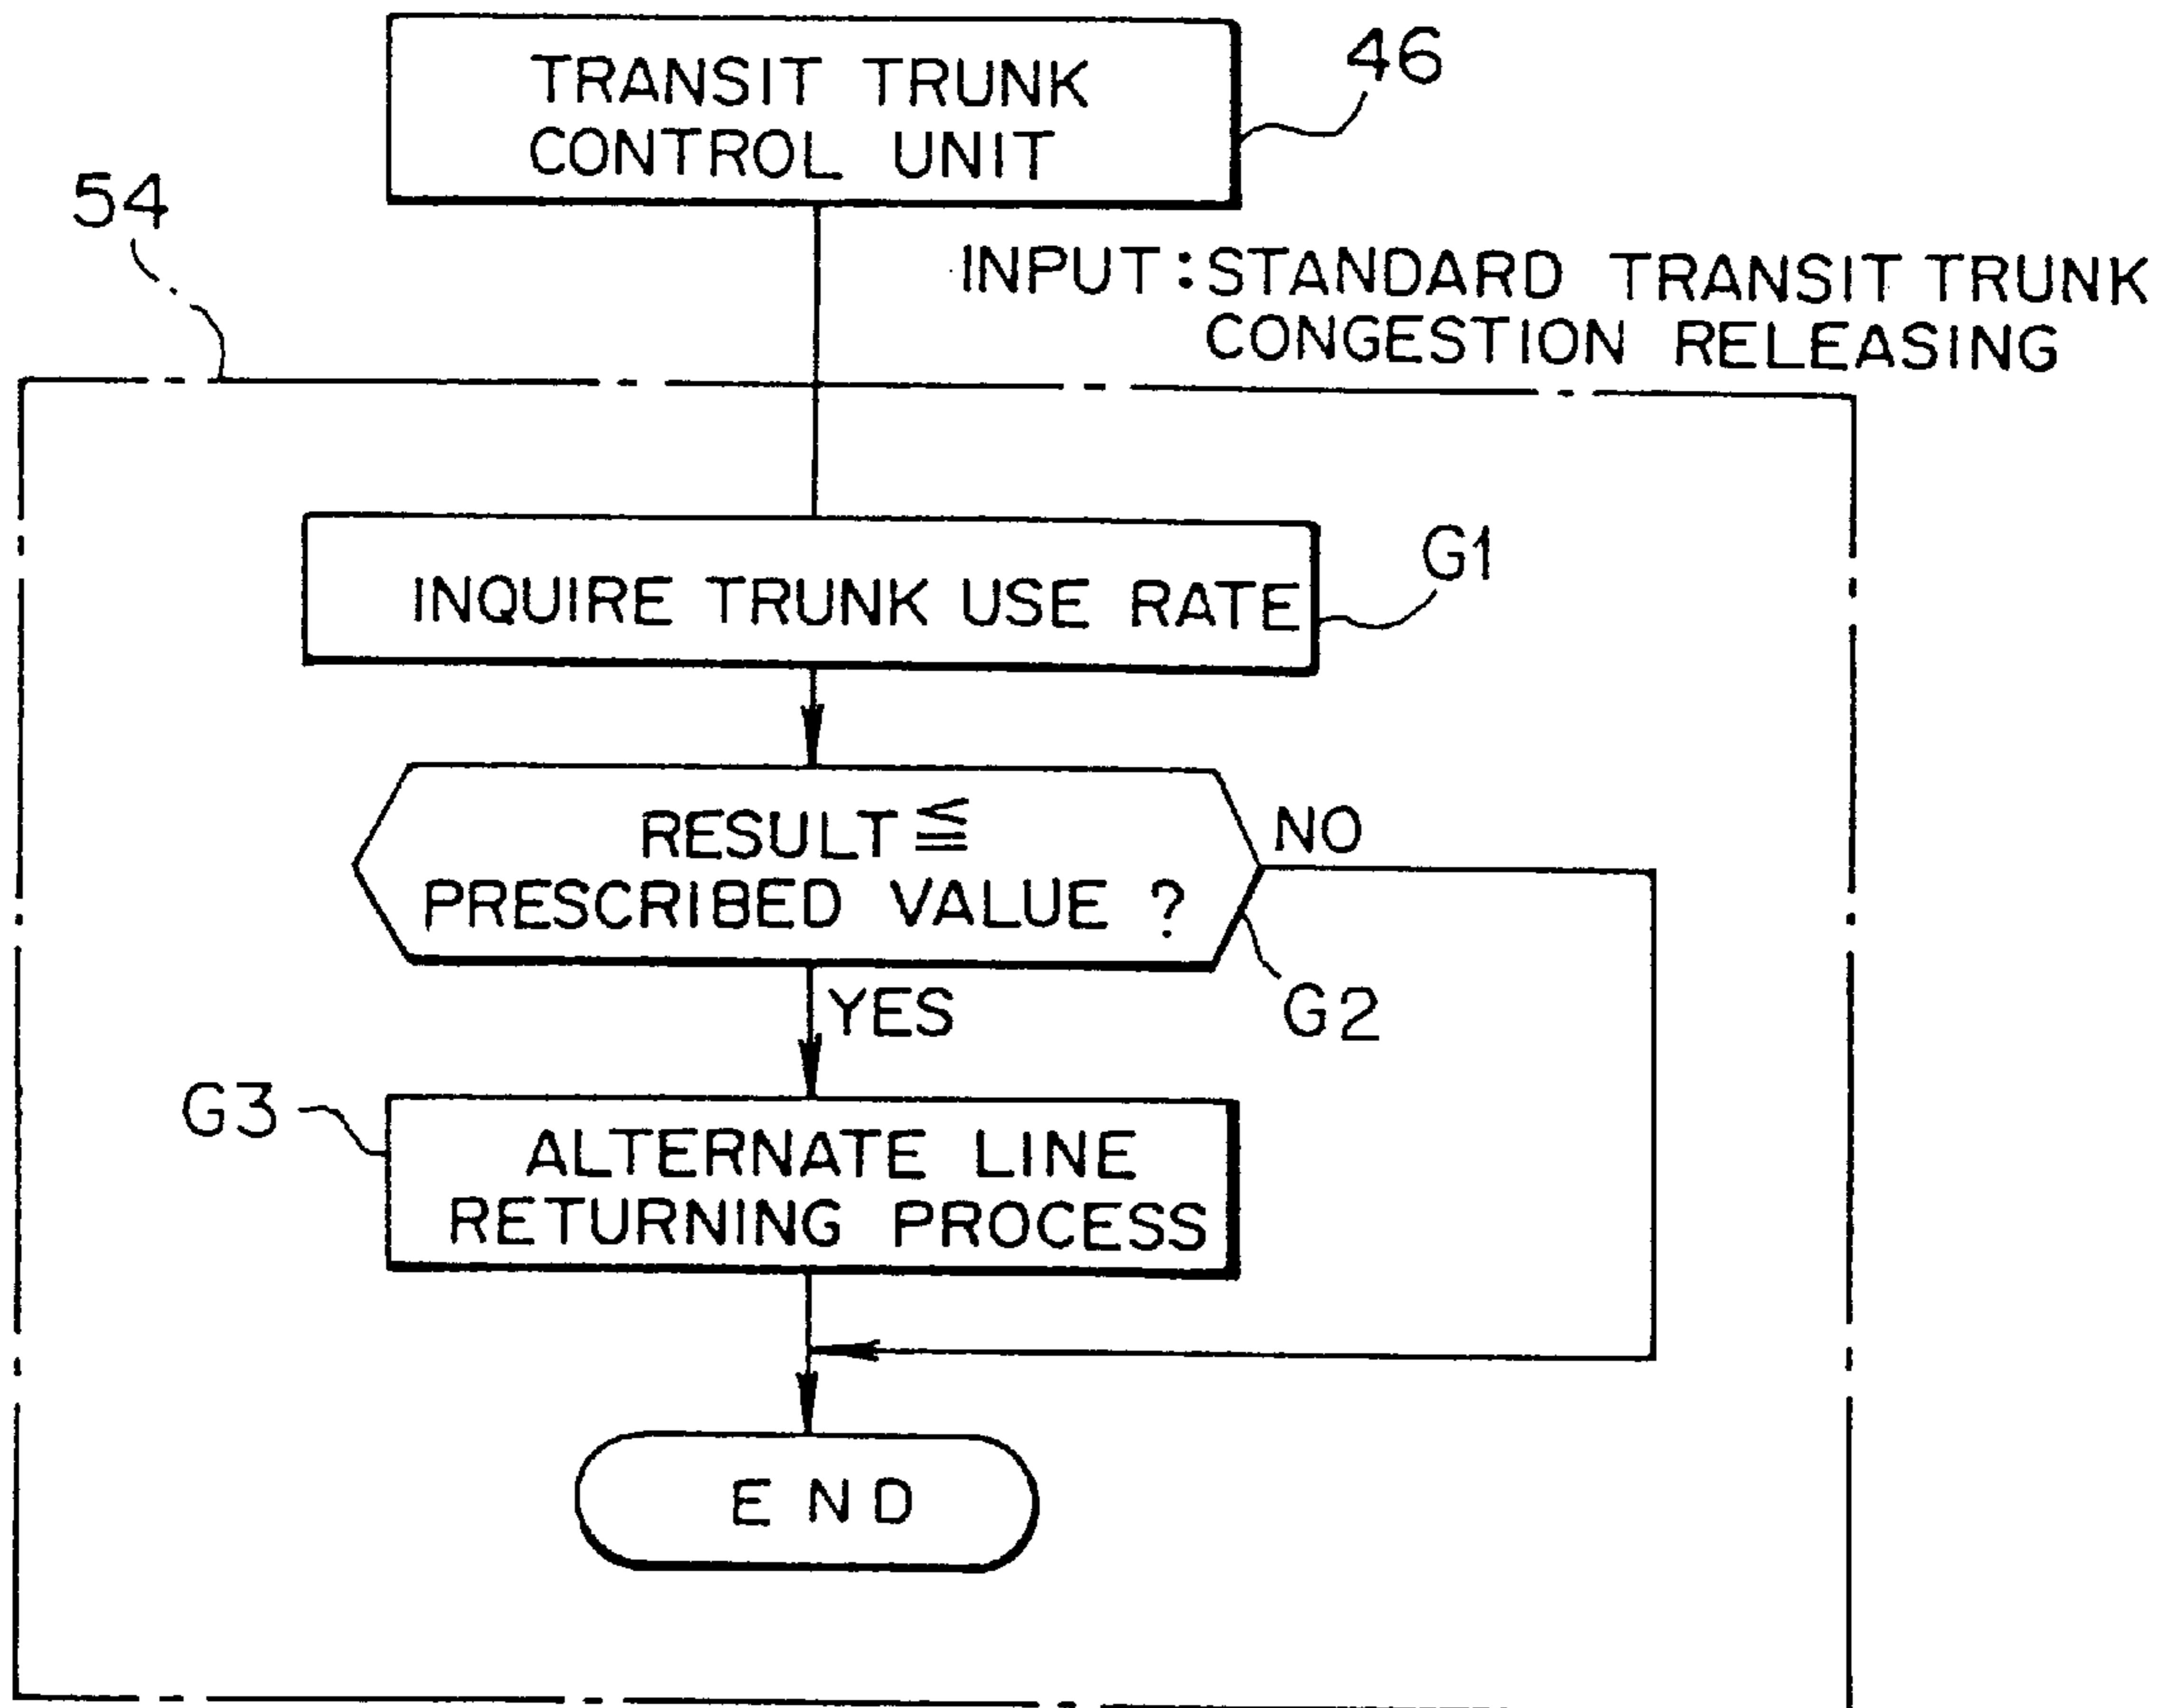 TRANSIT TRUNK
CONTROL UNIT
46
54
INPUT:STANDARD TRANSIT TRUNK
CONGESTION RELEASING
INQUIRE TRUNK USE RATE
G1
RESULT≦
PRESCRIBED VALUE ?
NO
G2
YES
G3
ALTERNATE LINE
RETURNING PROCESS
END